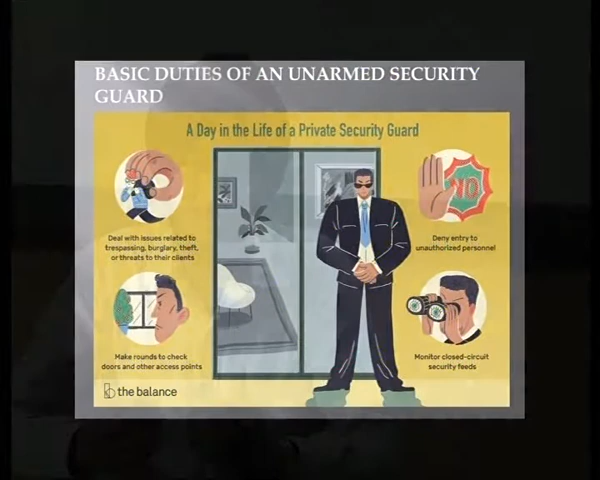 BASIC DUTIES OF AN UNARMED SECURITY
GUARD
A Day in the Life of a Private Security Guard
Deal with issues related to
trespassing, burglary, theft,
or threats to their clients
NO
Deny entry to
unauthorized personnel
Make rounds to check
doors and other access points
Monitor closed-circuit
security feeds
the balance